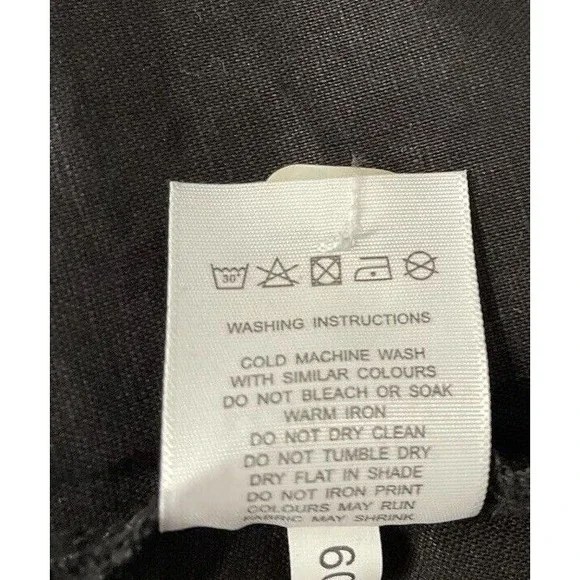 30°
WASHING INSTRUCTIONS
COLD MACHINE WASH
WITH SIMILAR COLOURS
DO NOT BLEACH OR SOAK
WARM IRON
DO NOT DRY CLEAN
DO NOT TUMBLE DRY
DRY FLAT IN SHADE
DO NOT IRON PRINT
COLOURS MAY RUN
FABRIC MAY SHRINK